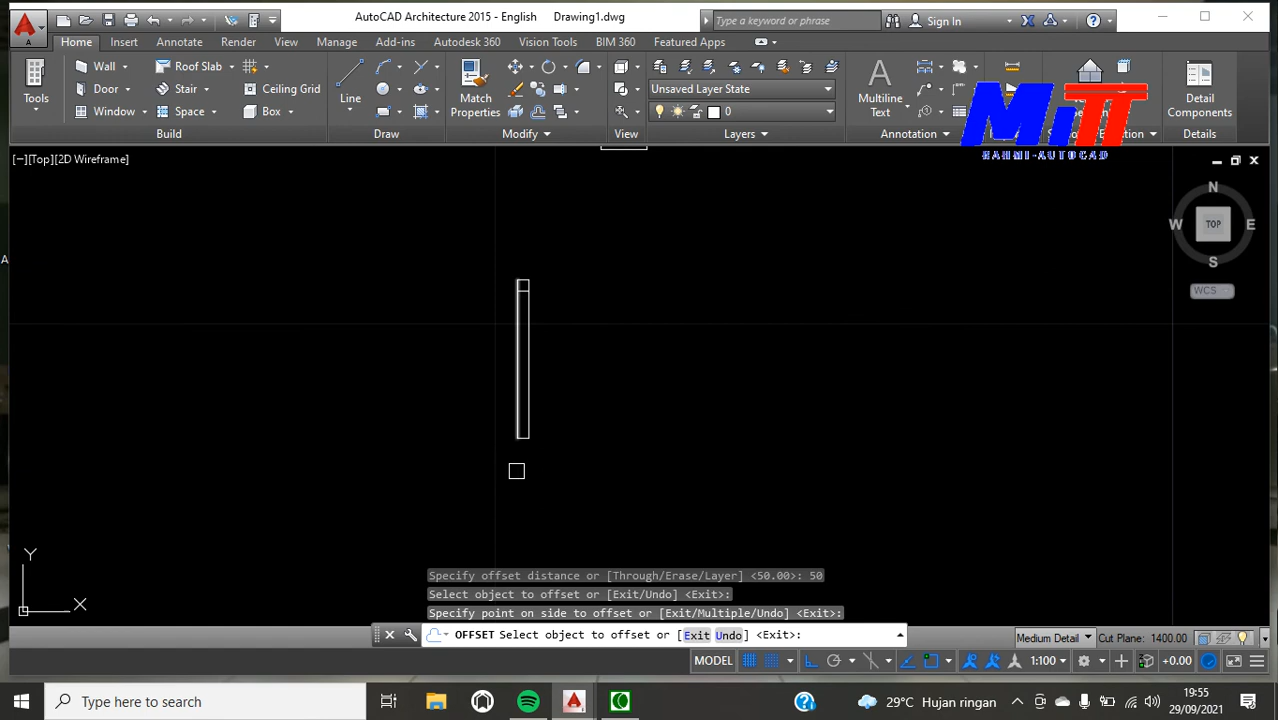 AutoCAD Architecture 2015 - English Drawing1.dwg
Type a keyword or phrase
Sign In
A
Home Insert Annotate Render View Manage Add-ins Autodesk 360 Vision Tools BIM 360 Featured Apps
Tools
Wall
Door
Window
Roof Slab
Stair
Space
Ceiling Grid
Box
Build
Line
Draw
Match
Properties
Modify
View
Unsaved Layer State
0
Layers
Multiline
Text
Annotation
Detail
Components
Details
MiTT
HAHMI-AUTOCAD
[−][Top][2D Wireframe]
N
W TOP E
S
WCS
A
Y
X
Specify offset distance or [Through/Erase/Layer] <50.00>: 50
Select object to offset or [Exit/Undo] <Exit>:
Specify point on side to offset or [Exit/Multiple/Undo] <Exit>:
OFFSET Select object to offset or [Exit Undo] <Exit>:
Medium Detail Cut Plane: 1400.00
MODEL 1:100 +0.00
Type here to search
29°C Hujan ringan
19:55
29/09/2021